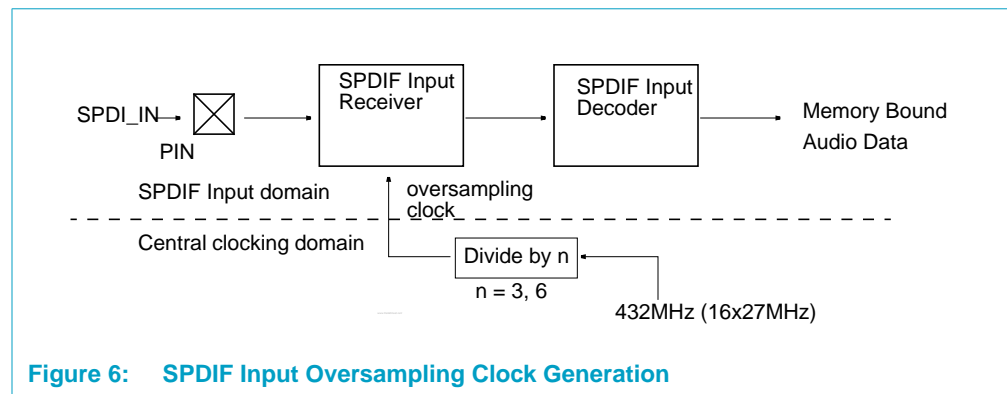 SPDIF Input
Receiver
SPDIF Input
Decoder
SPDI_IN
PIN
Memory Bound
Audio Data
SPDIF Input domain
oversampling
clock
Central clocking domain
Divide by n
n = 3, 6
432MHz (16x27MHz)
Figure 6: SPDIF Input Oversampling Clock Generation